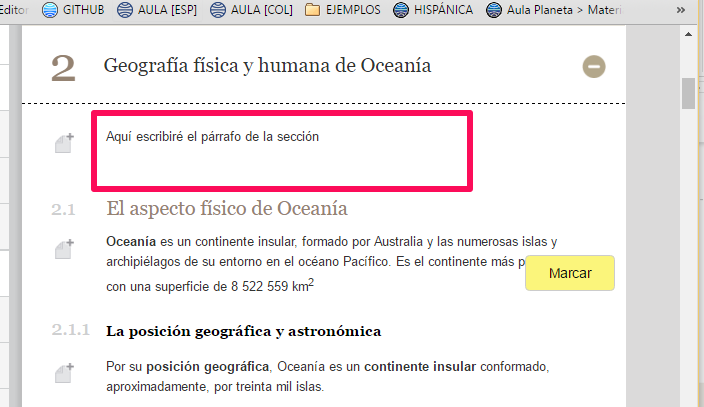 Editor GITHUB AULA [ESP] AULA [COL] EJEMPLOS HISPÁNICA Aula Planeta > Materi »
2 Geografía física y humana de Oceanía
Aquí escribiré el párrafo de la sección
2.1 El aspecto físico de Oceanía
Oceanía es un continente insular, formado por Australia y las numerosas islas y
archipiélagos de su entorno en el océano Pacífico. Es el continente más p
Marcar
con una superficie de 8 522 559 km2
2.1.1 La posición geográfica y astronómica
Por su posición geográfica, Oceanía es un continente insular conformado,
aproximadamente, por treinta mil islas.